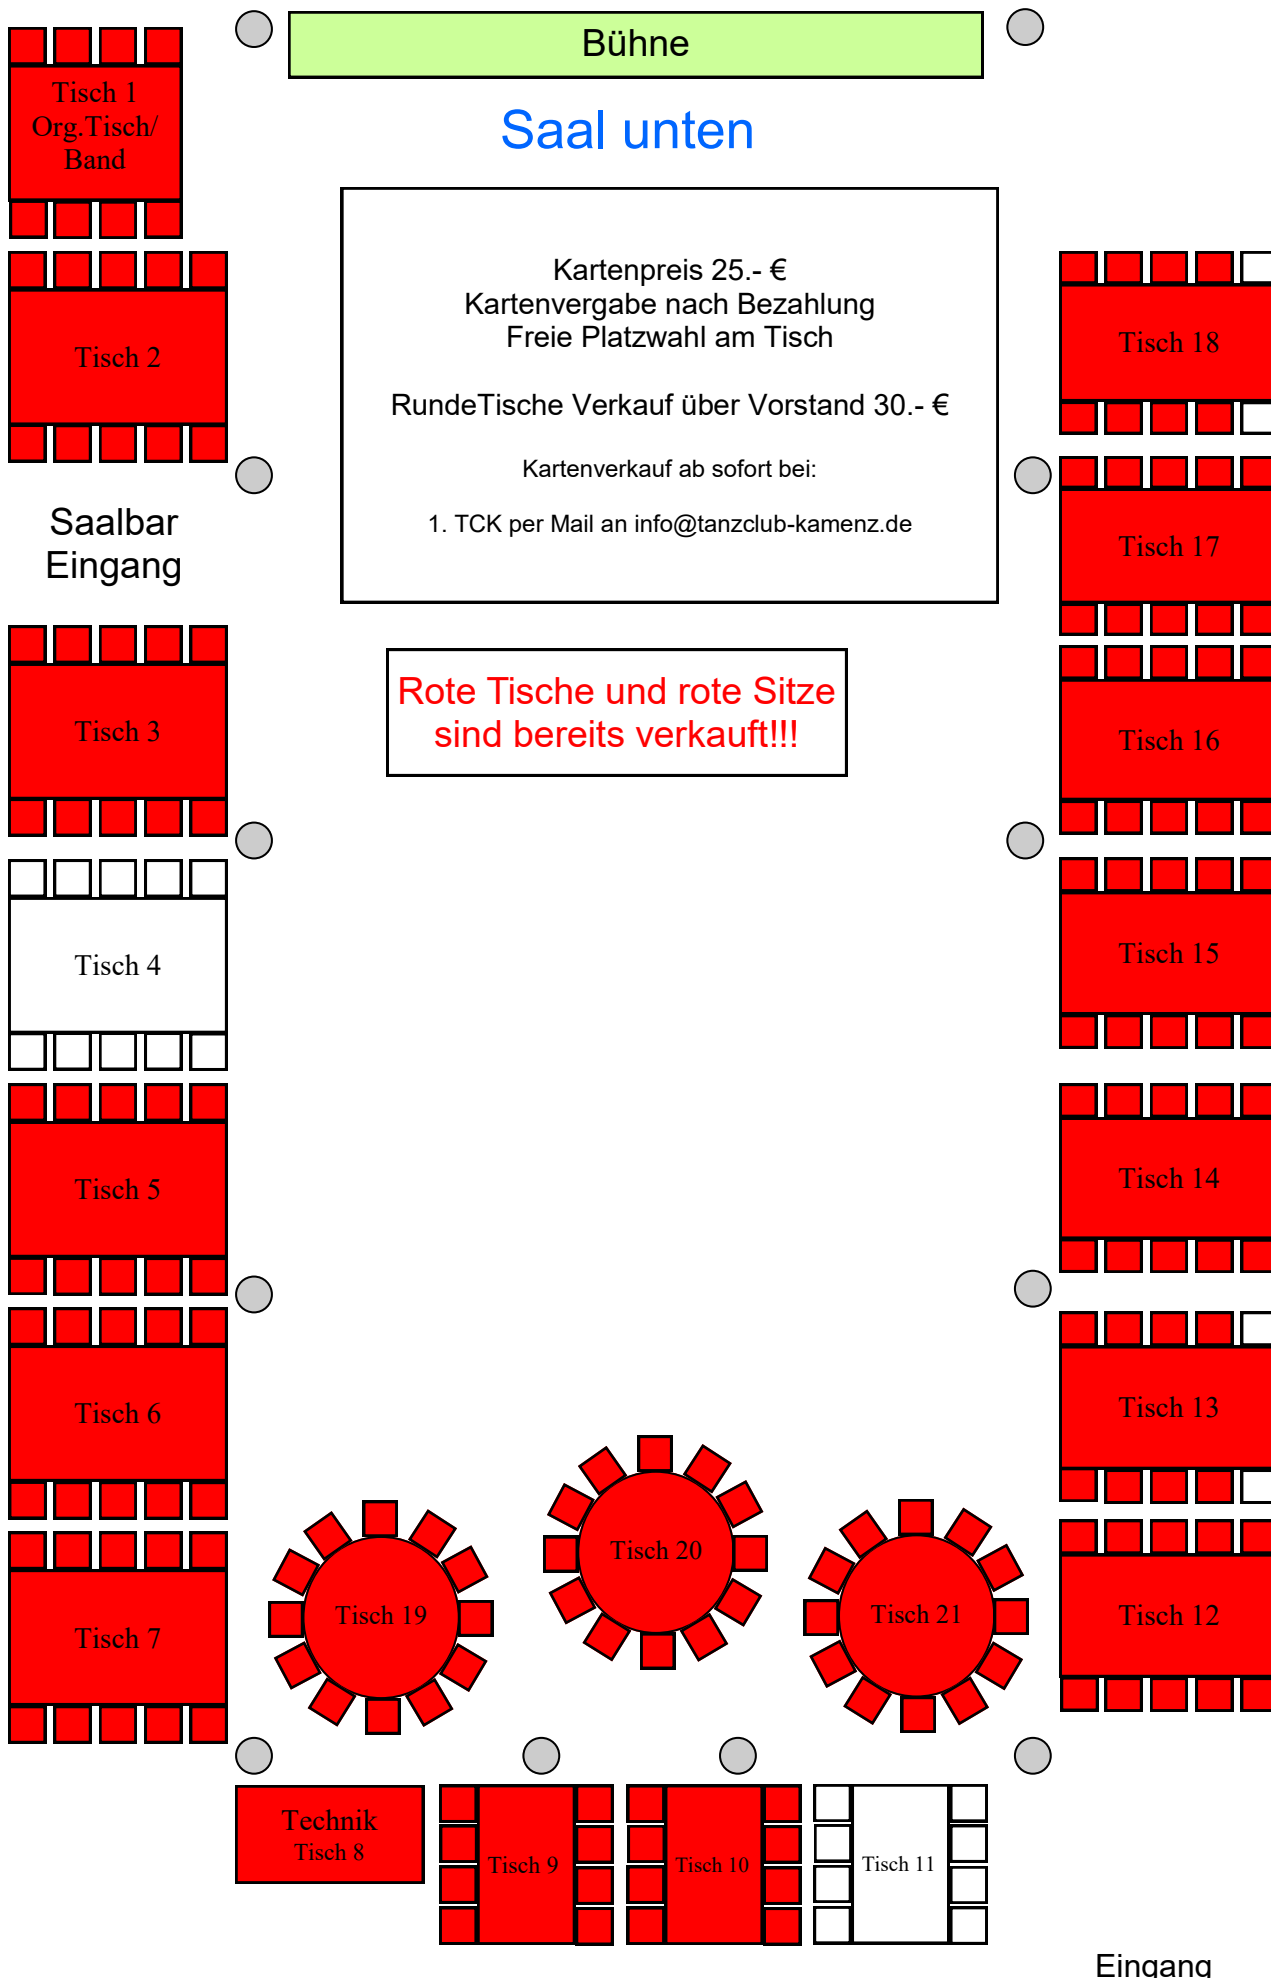 Bühne
Saal unten
Tisch 1
Org.Tisch/
Band
Tisch 2
Kartenpreis 25.- €
Kartenvergabe nach Bezahlung
Freie Platzwahl am Tisch
RundeTische Verkauf über Vorstand 30.- €
Kartenverkauf ab sofort bei:
1. TCK per Mail an info@tanzclub-kamenz.de
Tisch 18
Saalbar
Eingang
Tisch 17
Rote Tische und rote Sitze
sind bereits verkauft!!!
Tisch 3
Tisch 16
Tisch 4
Tisch 15
Tisch 5
Tisch 14
Tisch 6
Tisch 13
Tisch 20
Tisch 19
Tisch 21
Tisch 7
Tisch 12
Technik
Tisch 8
Tisch 9
Tisch 10
Tisch 11
Eingang